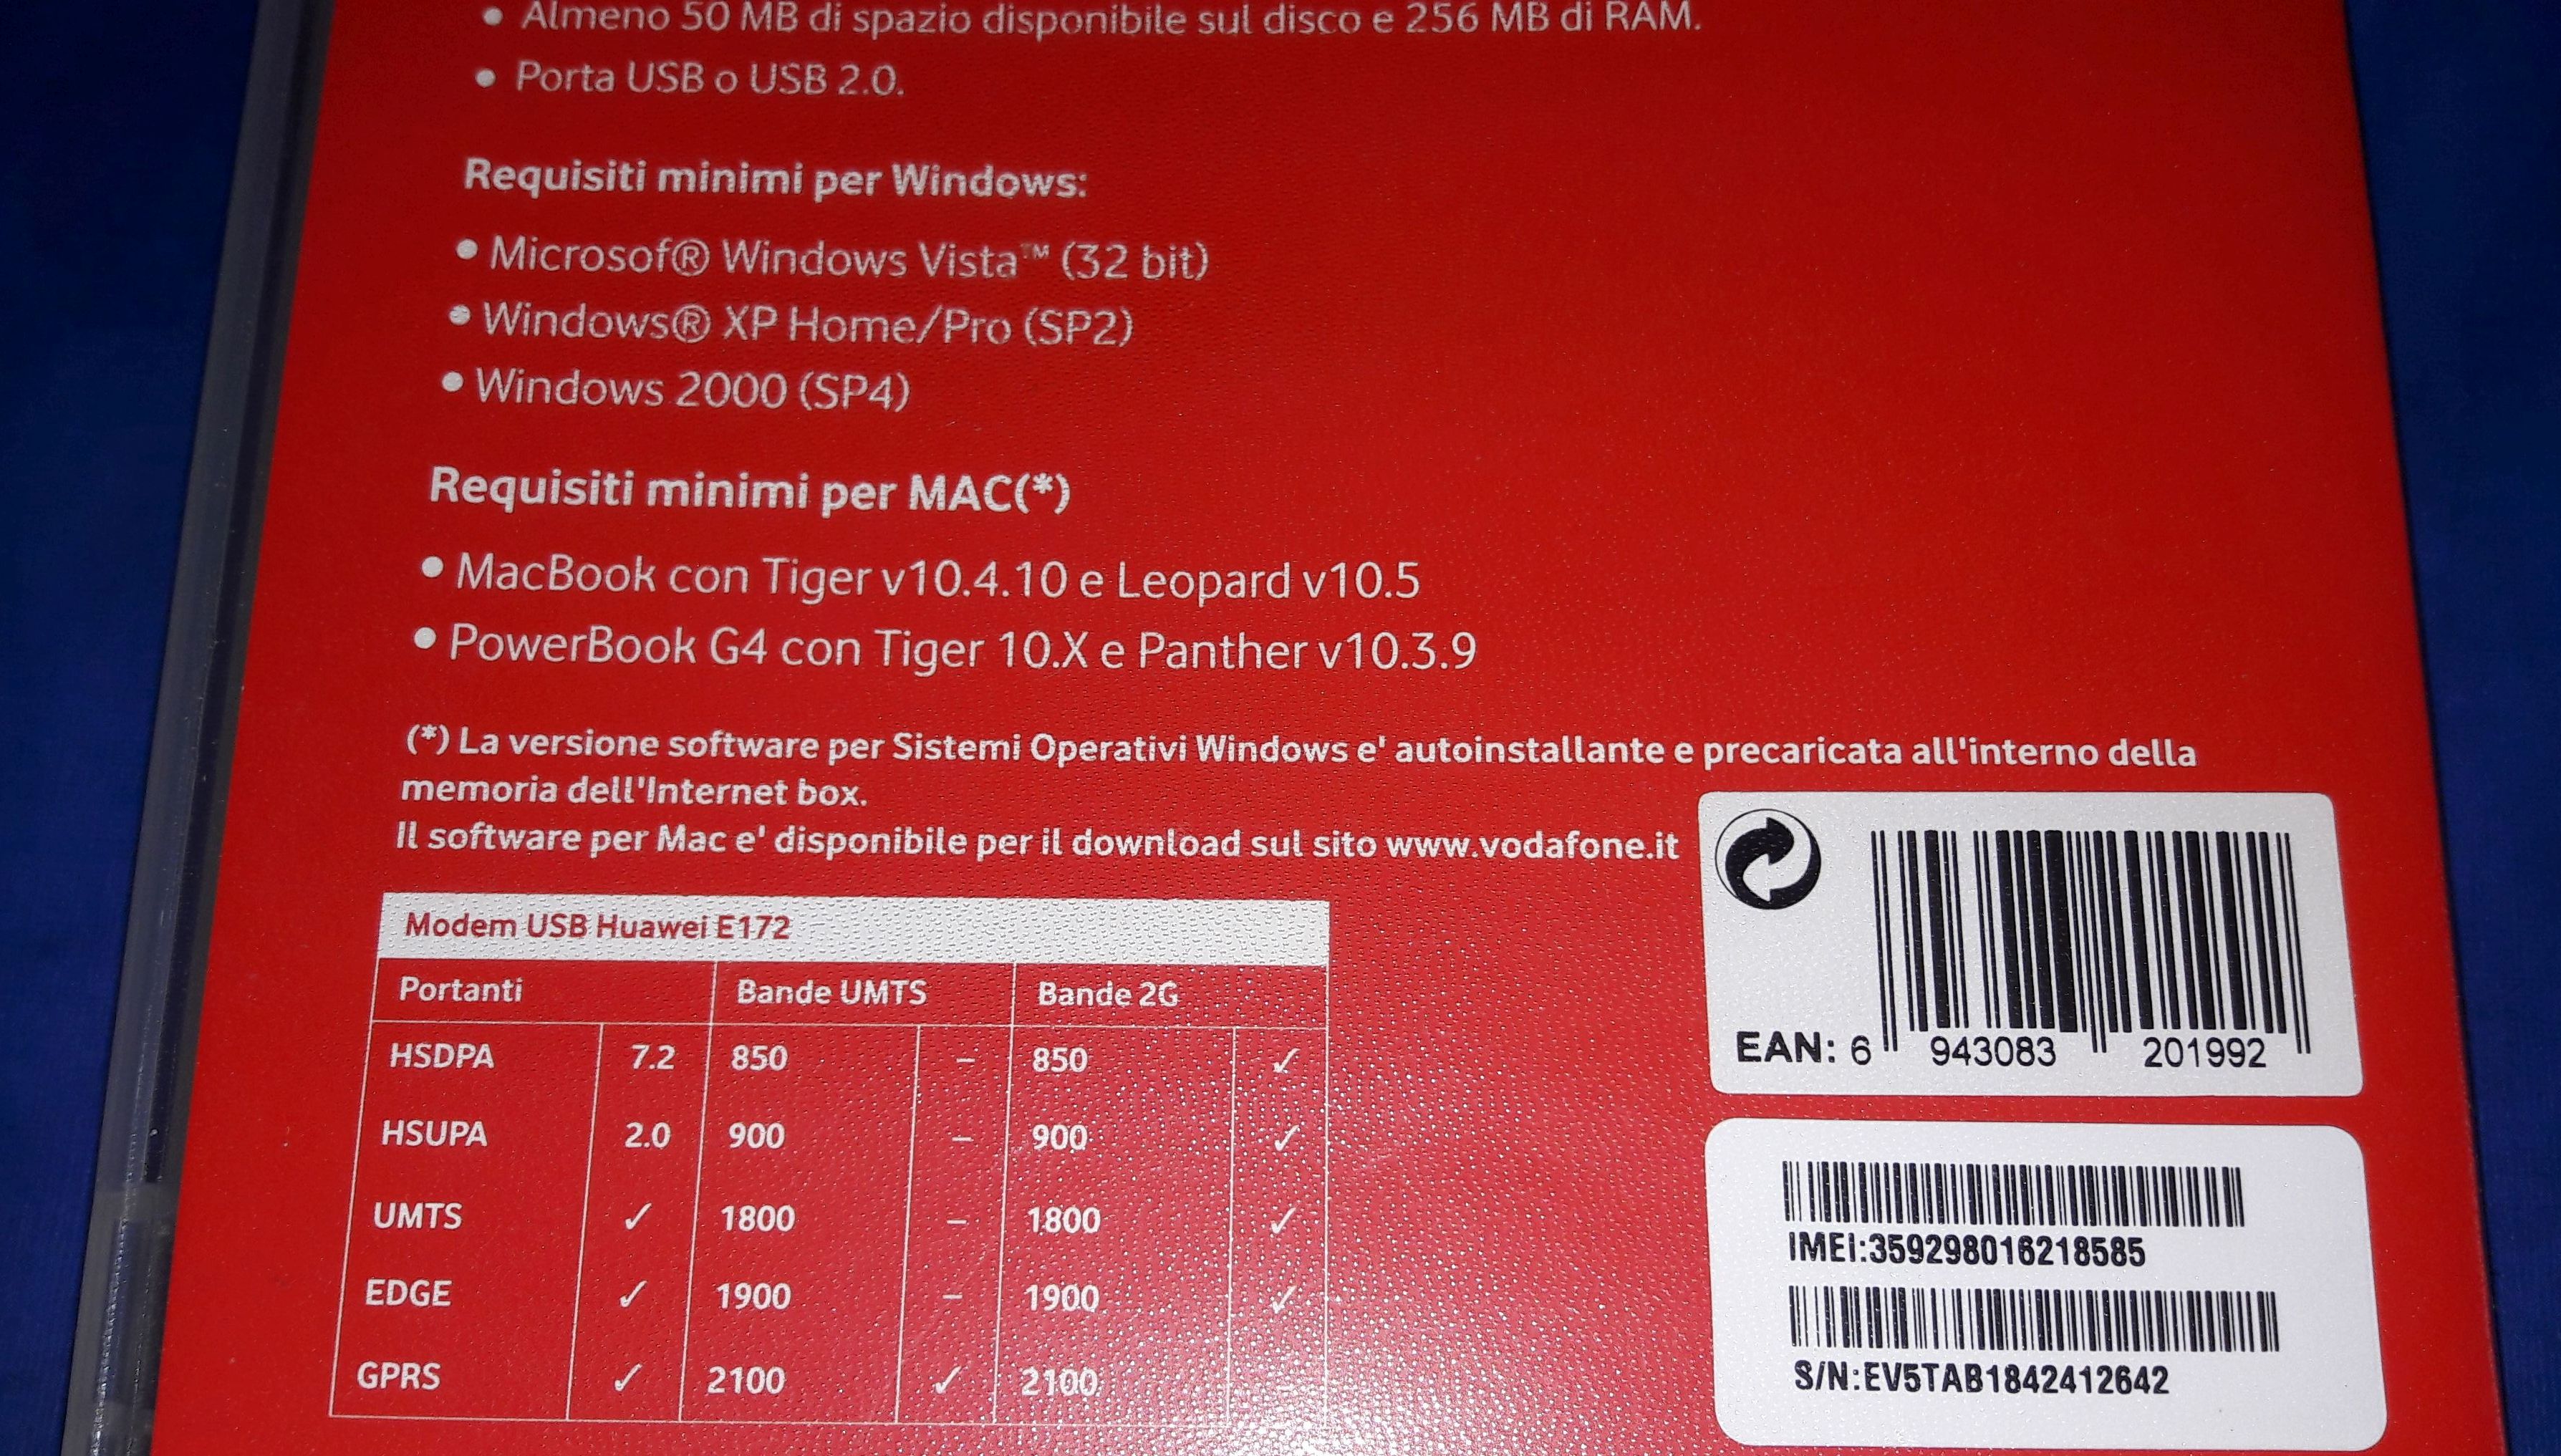 • Almeno 50 MB di spazio disponibile sul disco e 256 MB di RAM.
• Porta USB o USB 2.0.
Requisiti minimi per Windows:
• Microsof® Windows Vista™ (32 bit)
• Windows® XP Home/Pro (SP2)
• Windows 2000 (SP4)
Requisiti minimi per MAC(*)
• MacBook con Tiger v10.4.10 e Leopard v10.5
• PowerBook G4 con Tiger 10.X e Panther v10.3.9
(*) La versione software per Sistemi Operativi Windows e' autoinstallante e precaricata all'interno della
memoria dell'Internet box.
Il software per Mac e' disponibile per il download sul sito www.vodafone.it
Modem USB Huawei E172
Portanti Bande UMTS Bande 2G
HSDPA 7.2 850 – 850 ✓
HSUPA 2.0 900 – 900 ✓
UMTS ✓ 1800 – 1800 ✓
EDGE ✓ 1900 – 1900 ✓
GPRS ✓ 2100 ✓ 2100 –
EAN: 6 943083 201992
IMEI:359298016218585
S/N:EV5TAB1842412642